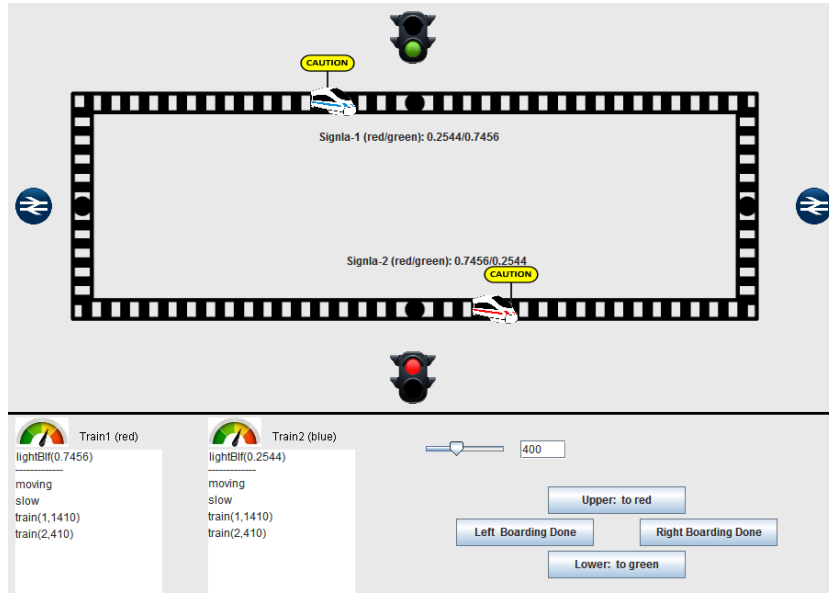 CAUTION
Signla-1 (red/green): 0.2544/0.7456
Signla-2 (red/green): 0.7456/0.2544
CAUTION
Train1 (red)
lightBlf(0.7456)
-------------
moving
slow
train(1,1410)
train(2,410)
Train2 (blue)
lightBlf(0.2544)
-------------
moving
slow
train(1,1410)
train(2,410)
400
Upper: to red
Left Boarding Done
Right Boarding Done
Lower: to green